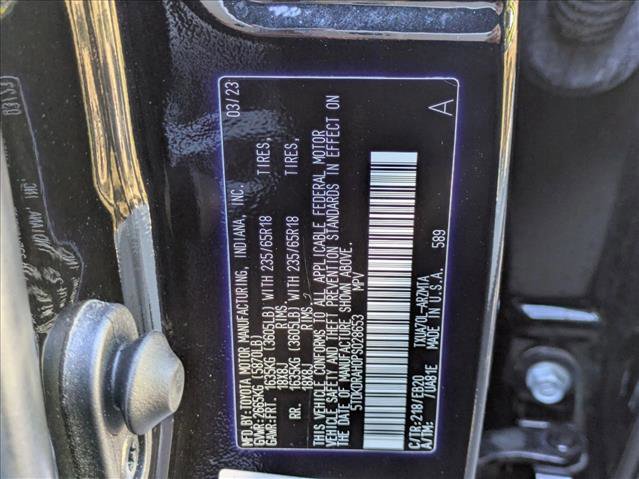 MFD.BY:TOYOTA MOTOR MANUFACTURING, INDIANA, INC. 03/23
GVWR: 2665KG (5870LB)
GAWR:FRT. 1635KG (3605LB) WITH 235/65R18 TIRES,
18X8J RIMS
RR. 1635KG (3605LB) WITH 235/65R18 TIRES,
18X8J RIMS
THIS VEHICLE CONFORMS TO ALL APPLICABLE FEDERAL MOTOR
VEHICLE SAFETY AND THEFT PREVENTION STANDARDS IN EFFECT ON
THE DATE OF MANUFACTURE SHOWN ABOVE.
MPV
A
C/TR:218/EB20 TXUA70L-ARZMTA
A/TM: /UA81E MADE IN U.S.A. 589